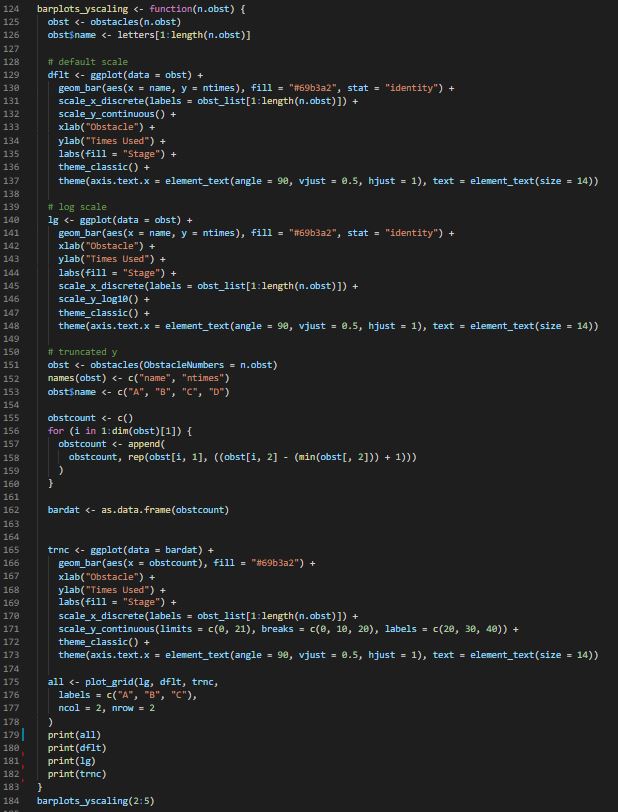 124 barplots_yscaling <- function(n.obst) {
125 obst <- obstacles(n.obst)
126 obst$name <- letters[1:length(n.obst)]
127
128 # default scale
129 dflt <- ggplot(data = obst) +
130 geom_bar(aes(x = name, y = ntimes), fill = "#69b3a2", stat = "identity") +
131 scale_x_discrete(labels = obst_list[1:length(n.obst)]) +
132 scale_y_continuous() +
133 xlab("Obstacle") +
134 ylab("Times Used") +
135 labs(fill = "Stage") +
136 theme_classic() +
137 theme(axis.text.x = element_text(angle = 90, vjust = 0.5, hjust = 1), text = element_text(size = 14))
138
139 # log scale
140 lg <- ggplot(data = obst) +
141 geom_bar(aes(x = name, y = ntimes), fill = "#69b3a2", stat = "identity") +
142 xlab("Obstacle") +
143 ylab("Times Used") +
144 labs(fill = "Stage") +
145 scale_x_discrete(labels = obst_list[1:length(n.obst)]) +
146 scale_y_log10() +
147 theme_classic() +
148 theme(axis.text.x = element_text(angle = 90, vjust = 0.5, hjust = 1), text = element_text(size = 14))
149
150 # truncated y
151 obst <- obstacles(ObstacleNumbers = n.obst)
152 names(obst) <- c("name", "ntimes")
153 obst$name <- c("A", "B", "C", "D")
154
155 obstcount <- c()
156 for (i in 1:dim(obst)[1]) {
157 obstcount <- append(
158 obstcount, rep(obst[i, 1], ((obst[i, 2] - (min(obst[, 2])) + 1)))
159 )
160 }
161
162 bardat <- as.data.frame(obstcount)
163
164
165 trnc <- ggplot(data = bardat) +
166 geom_bar(aes(x = obstcount), fill = "#69b3a2") +
167 xlab("Obstacle") +
168 ylab("Times Used") +
169 labs(fill = "Stage") +
170 scale_x_discrete(labels = obst_list[1:length(n.obst)]) +
171 scale_y_continuous(limits = c(0, 21), breaks = c(0, 10, 20), labels = c(20, 30, 40)) +
172 theme_classic() +
173 theme(axis.text.x = element_text(angle = 90, vjust = 0.5, hjust = 1), text = element_text(size = 14))
174
175 all <- plot_grid(lg, dflt, trnc,
176 labels = c("A", "B", "C"),
177 ncol = 2, nrow = 2
178 )
179 print(all)
180 print(dflt)
181 print(lg)
182 print(trnc)
183 }
184 barplots_yscaling(2:5)